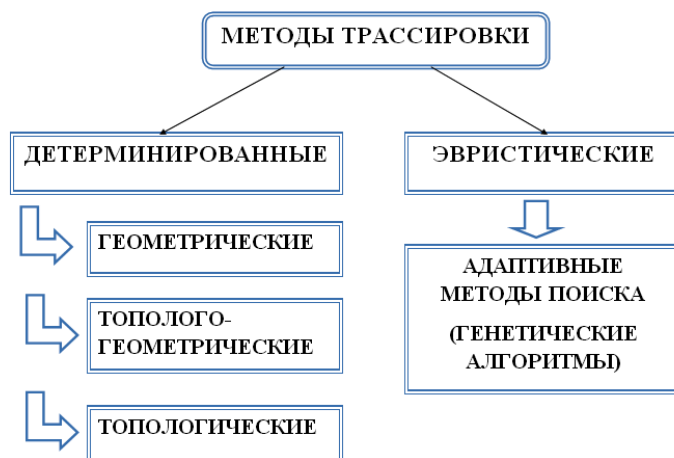 МЕТОДЫ ТРАССИРОВКИ
ДЕТЕРМИНИРОВАННЫЕ
ЭВРИСТИЧЕСКИЕ
ГЕОМЕТРИЧЕСКИЕ
ТОПОЛОГО-
ГЕОМЕТРИЧЕСКИЕ
ТОПОЛОГИЧЕСКИЕ
АДАПТИВНЫЕ
МЕТОДЫ ПОИСКА
(ГЕНЕТИЧЕСКИЕ
АЛГОРИТМЫ)